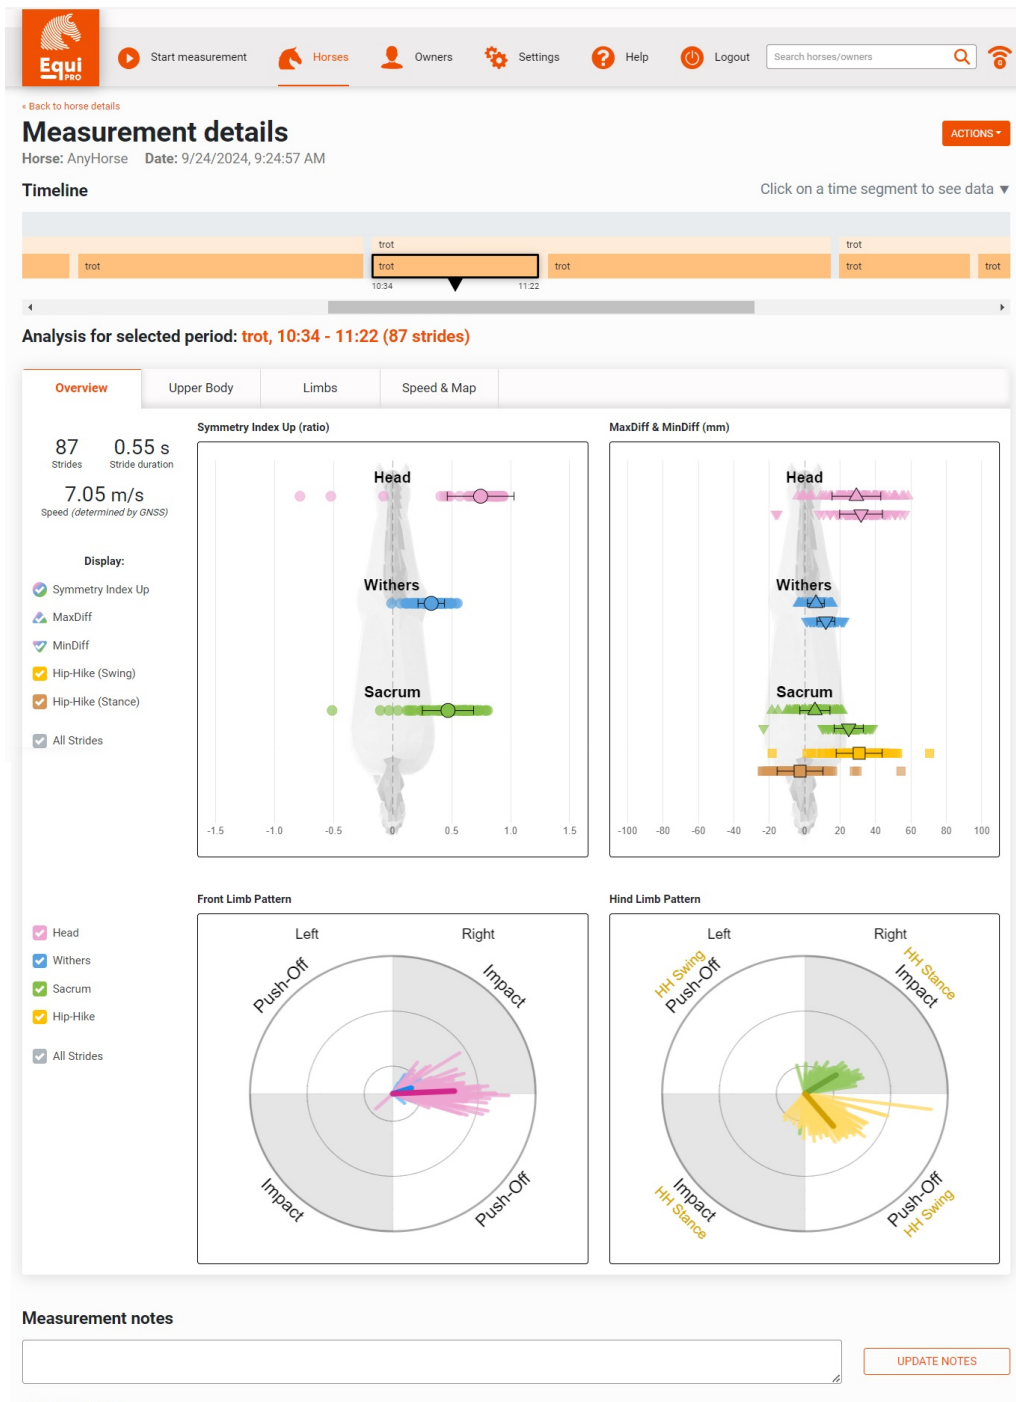 Equi
PRO
Start measurement
Horses
Owners
Settings
Help
Logout
Search horses/owners
« Back to horse details
Measurement details
ACTIONS
Horse: AnyHorse Date: 9/24/2024, 9:24:57 AM
Timeline
Click on a time segment to see data ▼
trot
trot
trot
trot
trot
trot
trot
10:34
11:22
Analysis for selected period: trot, 10:34 - 11:22 (87 strides)
Overview
Upper Body
Limbs
Speed & Map
87
Strides
0.55 s
Stride duration
7.05 m/s
Speed (determined by GNSS)
Display:
Symmetry Index Up
MaxDiff
MinDiff
Hip-Hike (Swing)
Hip-Hike (Stance)
All Strides
Symmetry Index Up (ratio)
Head
Withers
Sacrum
-1.5 -1.0 -0.5 0 0.5 1.0 1.5
MaxDiff & MinDiff (mm)
Head
Withers
Sacrum
-100 -80 -60 -40 -20 0 20 40 60 80 100
Head
Withers
Sacrum
Hip-Hike
All Strides
Front Limb Pattern
Left
Right
Push-Off
Impact
Impact
Push-Off
Hind Limb Pattern
Left
Right
HH Swing
Push-Off
HH Stance
Impact
Impact
HH Stance
Push-Off
HH Swing
Measurement notes
UPDATE NOTES